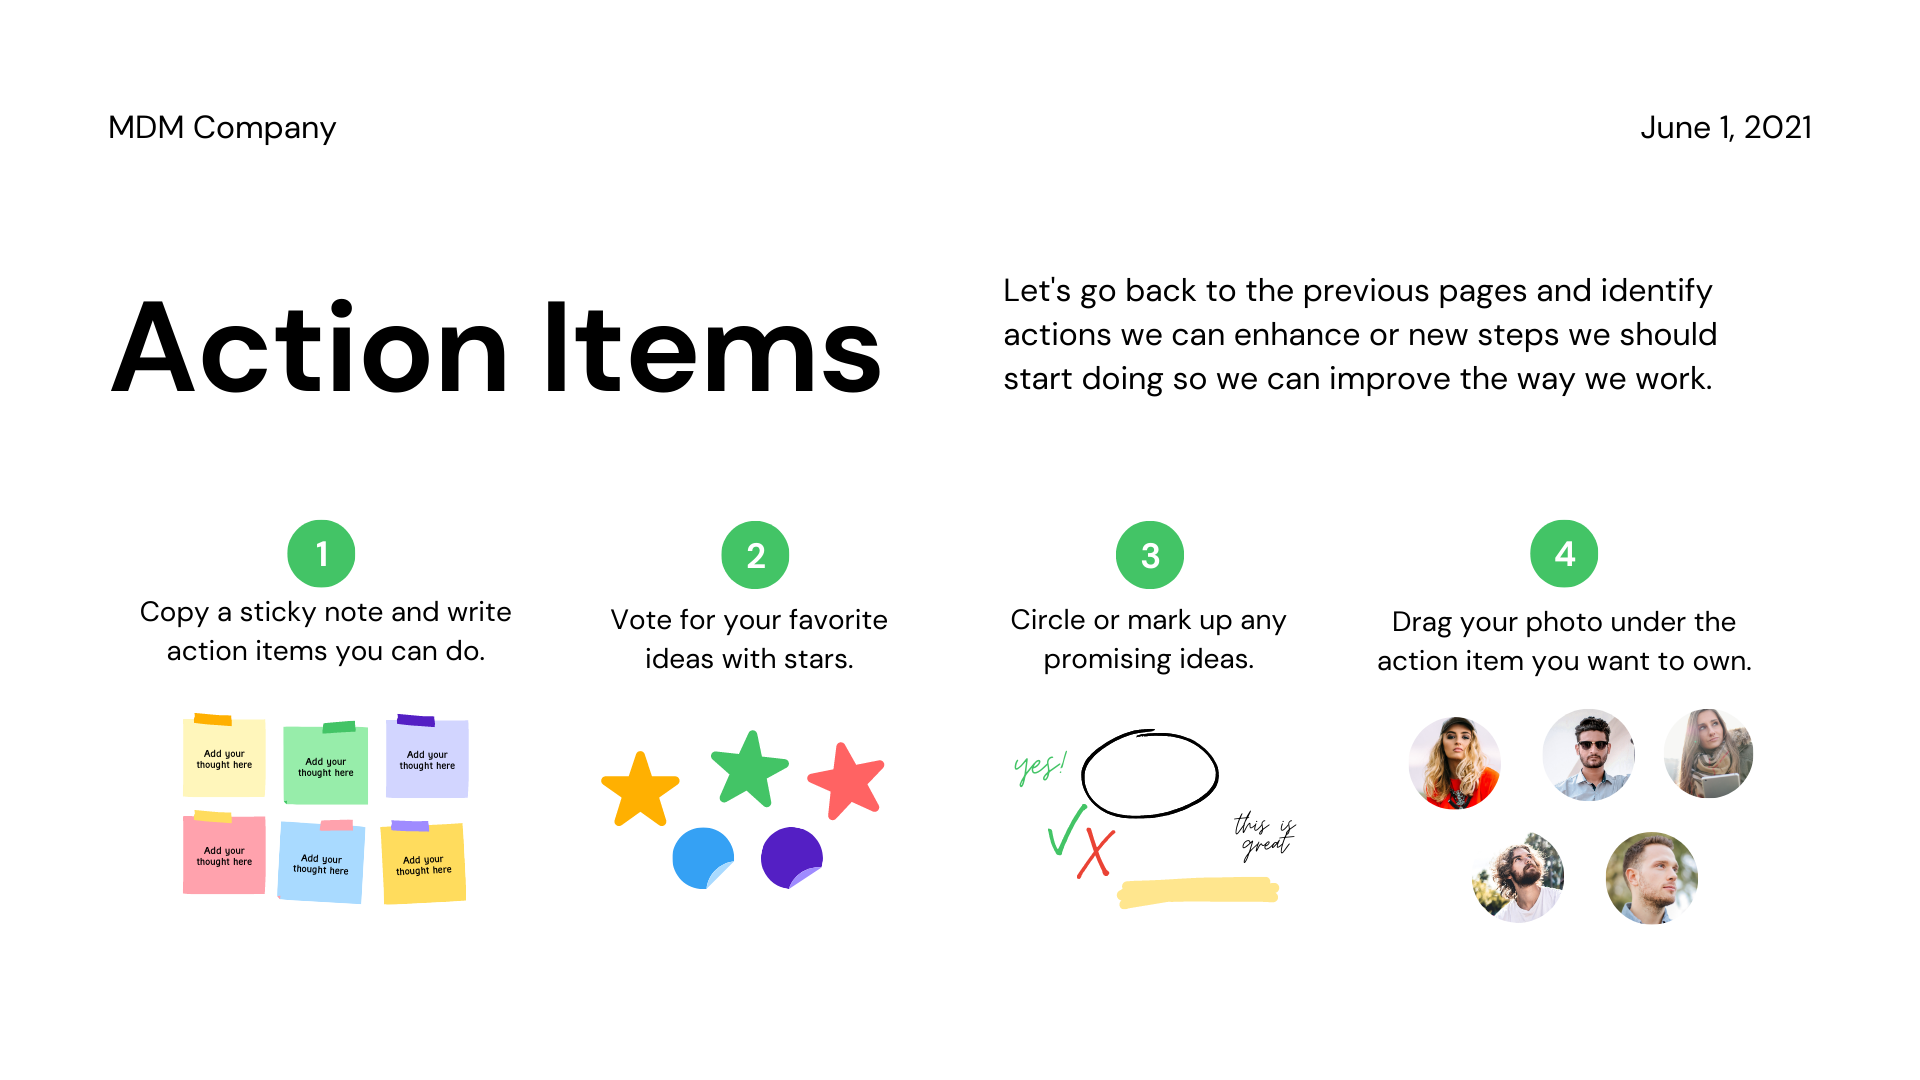 MDM Company
June 1, 2021
Action Items
Let's go back to the previous pages and identify
actions we can enhance or new steps we should
start doing so we can improve the way we work.
1
Copy a sticky note and write
action items you can do.
Add your
thought here
Add your
thought here
Add your
thought here
Add your
thought here
Add your
thought here
Add your
thought here
2
Vote for your favorite
ideas with stars.
3
Circle or mark up any
promising ideas.
yes!
this is
great
4
Drag your photo under the
action item you want to own.